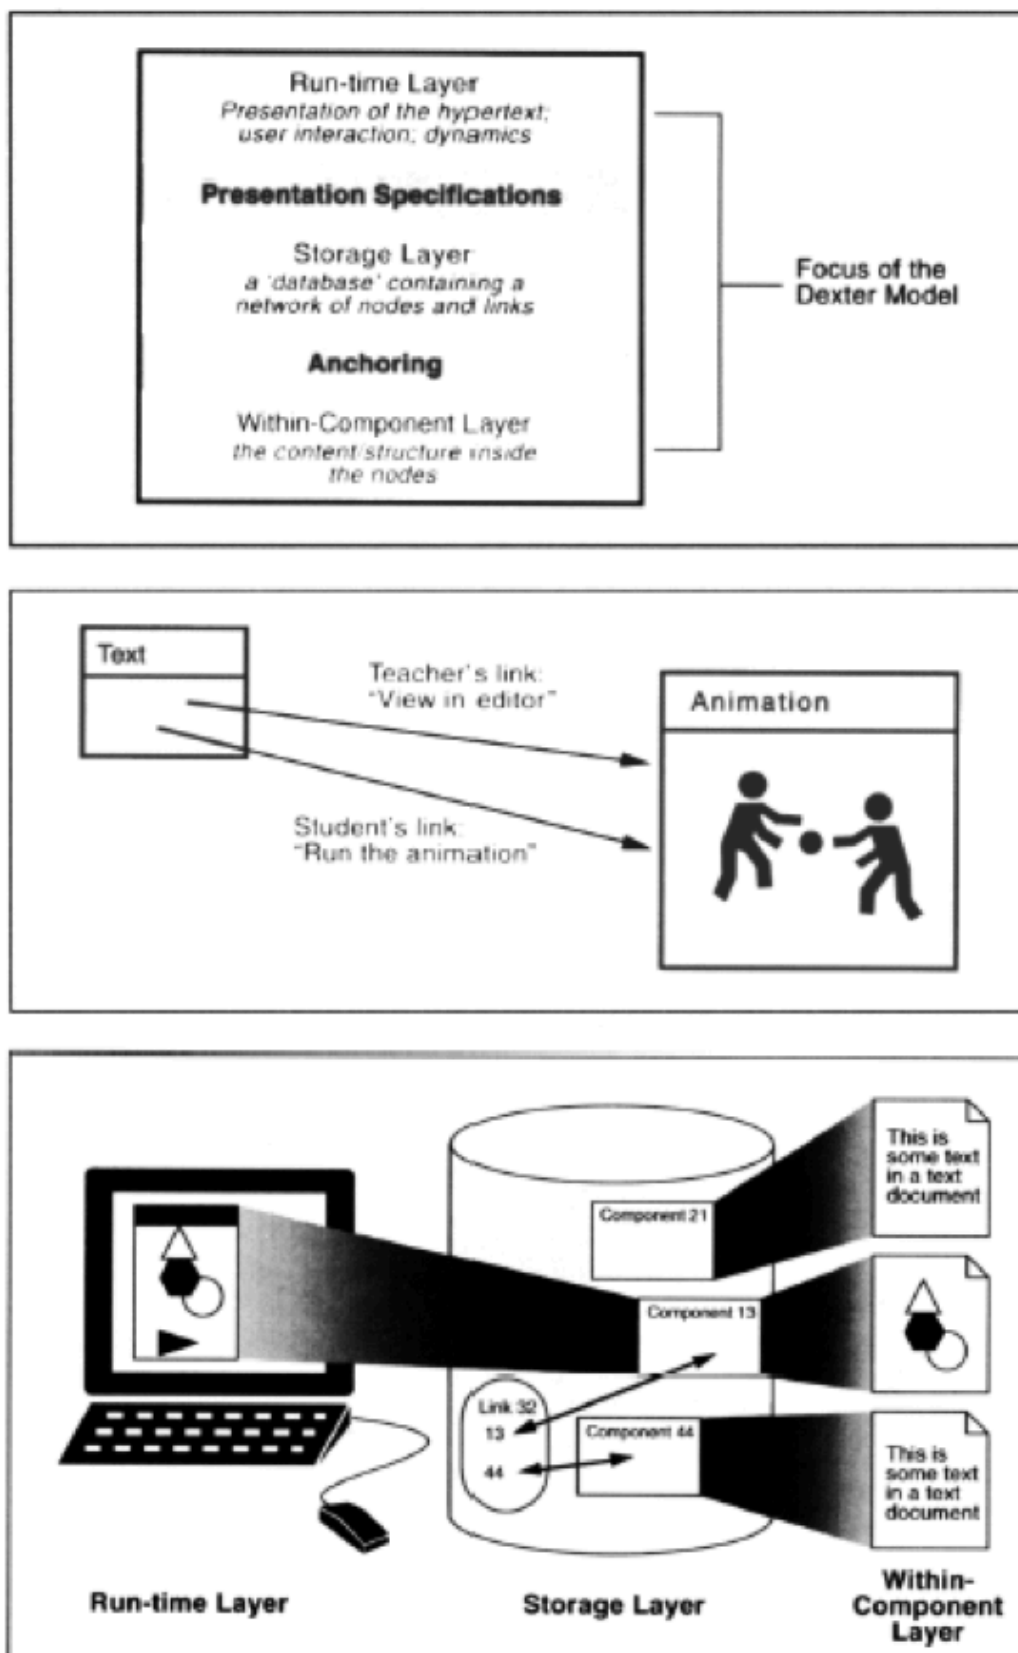 Run-time Layer
Presentation of the hypertext;
user interaction; dynamics
Presentation Specifications
Storage Layer
a 'database' containing a
network of nodes and links
Anchoring
Within-Component Layer
the content/structure inside
the nodes
Focus of the
Dexter Model
Text
Teacher's link:
"View in editor"
Student's link:
"Run the animation"
Animation
This is
some text
in a text
document
Component 21
Component 13
Link 32
13
44
Component 44
This is
some text
in a text
document
Run-time Layer
Storage Layer
Within-
Component
Layer